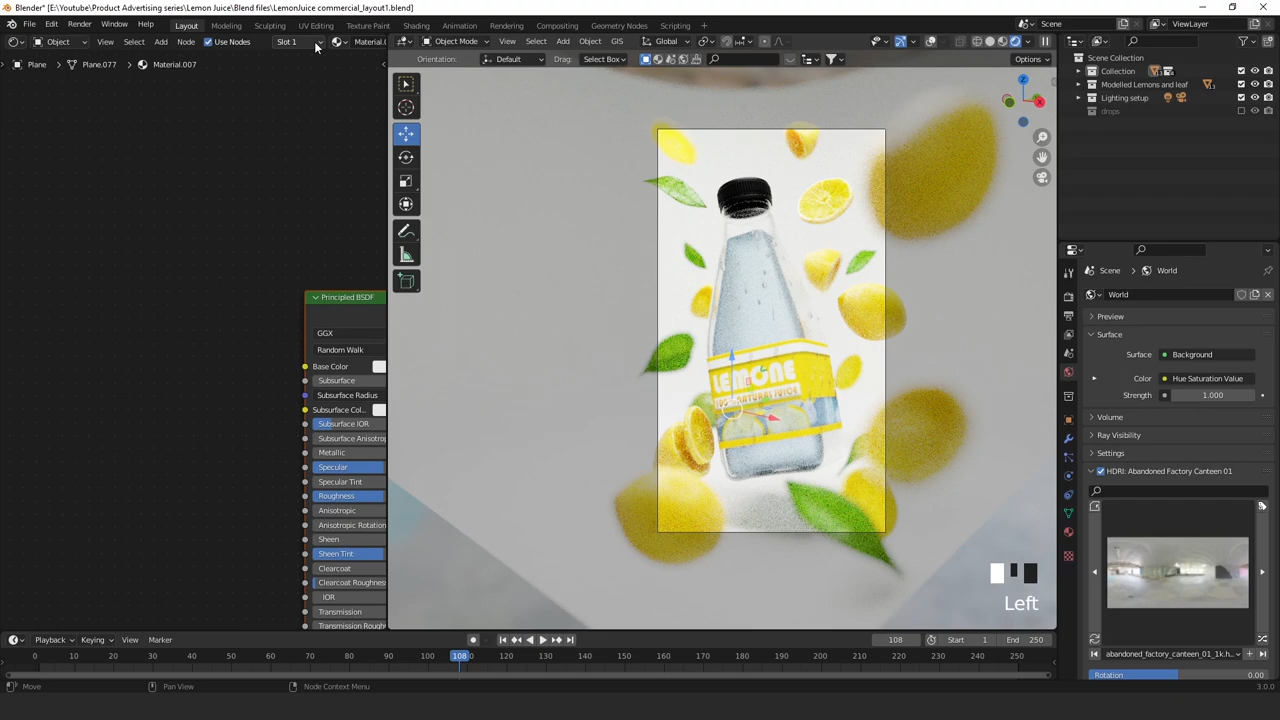 Blender* [E:\Youtube\Product Advertising series\Lemon Juice\Blend files\LemonJuice commercial_layout1.blend]
File Edit Render Window Help Layout Modeling Sculpting UV Editing Texture Paint Shading Animation Rendering Compositing Geometry Nodes Scripting + Scene ViewLayer
Object View Select Add Node Use Nodes Slot 1 Material.0
Object Mode View Select Add Object GIS Global
Plane Plane.077 Material.007
Orientation: Default Drag: Select Box Options
Scene Collection
Collection
Modelled Lemons and leaf
Lighting setup
drops
Z
X
Principled BSDF
GGX
Random Walk
Base Color
Subsurface
Subsurface Radius
Subsurface Col...
Subsurface IOR
Subsurface Anisotrop
Metallic
Specular
Specular Tint
Roughness
Anisotropic
Anisotropic Rotation
Sheen
Sheen Tint
Clearcoat
Clearcoat Roughness
IOR
Transmission
Transmission Rough
LEMONE
100% NATURAL JUICE
Left
Scene World
World
Preview
Surface
Surface Background
Color Hue Saturation Value
Strength 1.000
Volume
Ray Visibility
Settings
HDRI: Abandoned Factory Canteen 01
abandoned_factory_canteen_01_1k.h...
Rotation 0.00
Playback Keying View Marker 108 Start 1 End 250
0 10 20 30 40 50 60 70 80 90 100 108 120 130 140 150 160 170 180 190 200 210 220 230 240 250
Move Pan View Node Context Menu 3.0.0